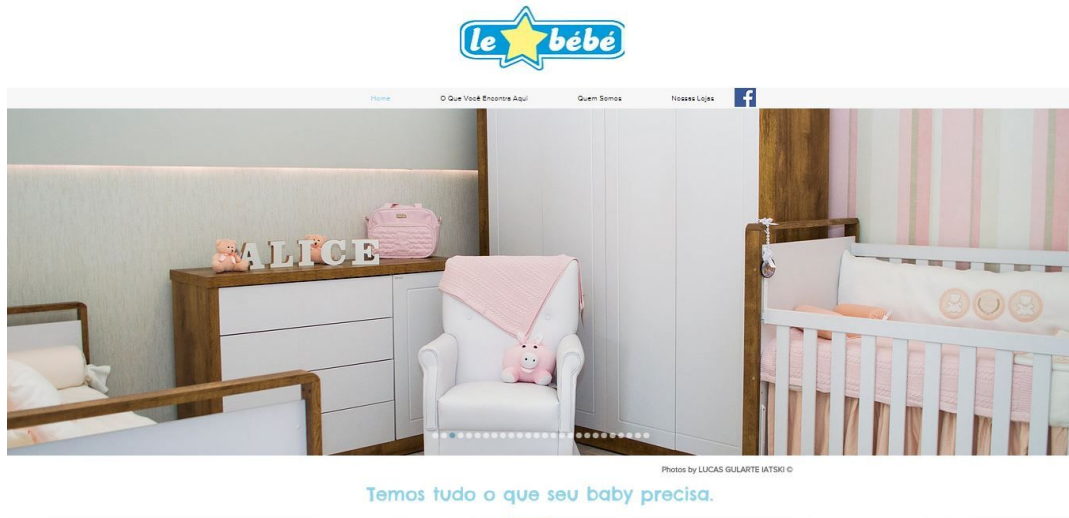 le bébé
Home O Que Você Encontra Aqui Quem Somos Nossas Lojas f
ALICE
Photos by LUCAS GULARTE IATSKI ©
Temos tudo o que seu baby precisa.